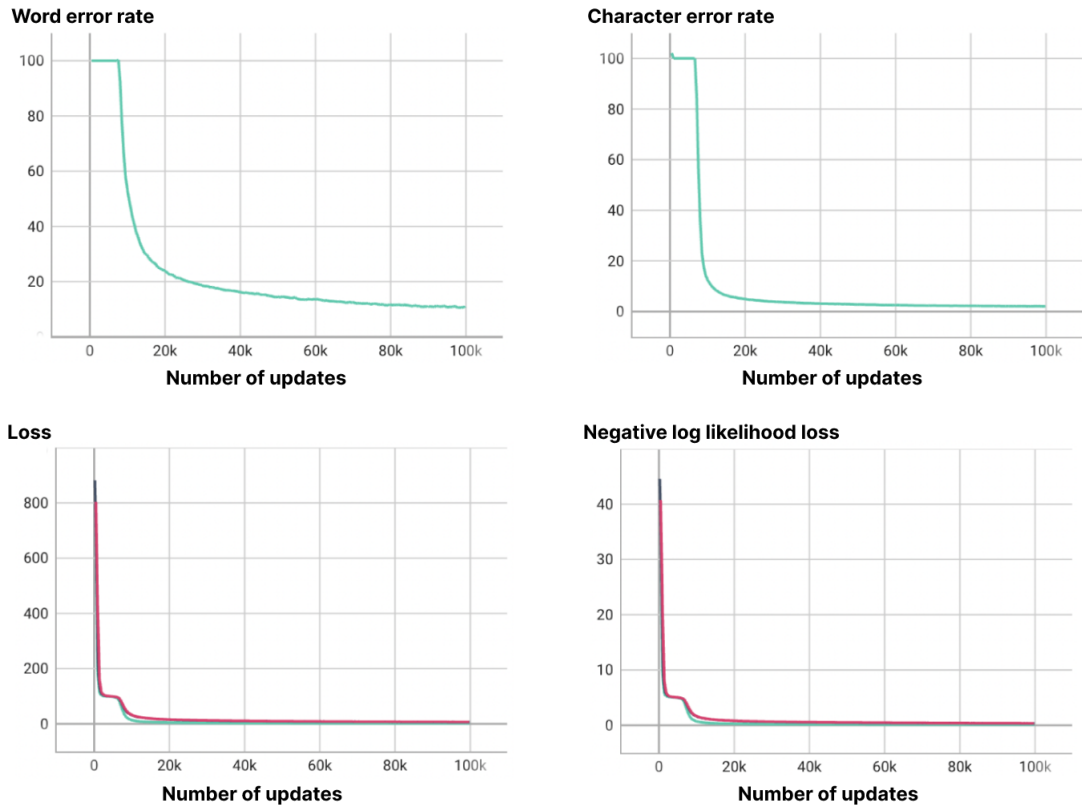 Word error rate
100
80
60
40
20
0 20k 40k 60k 80k 100k
Number of updates
Character error rate
100
80
60
40
20
0
0 20k 40k 60k 80k 100k
Number of updates
Loss
800
600
400
200
0
0 20k 40k 60k 80k 100k
Number of updates
Negative log likelihood loss
40
30
20
10
0
0 20k 40k 60k 80k 100k
Number of updates